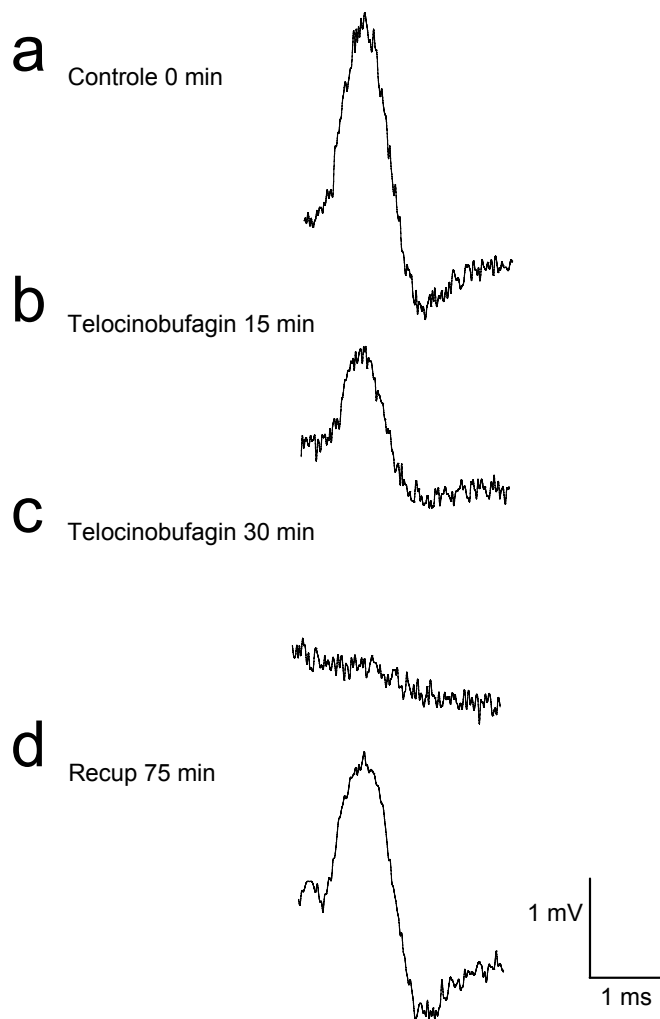 a
Controle 0 min
b
Telocinobufagin 15 min
c
Telocinobufagin 30 min
d
Recup 75 min
1 mV
1 ms